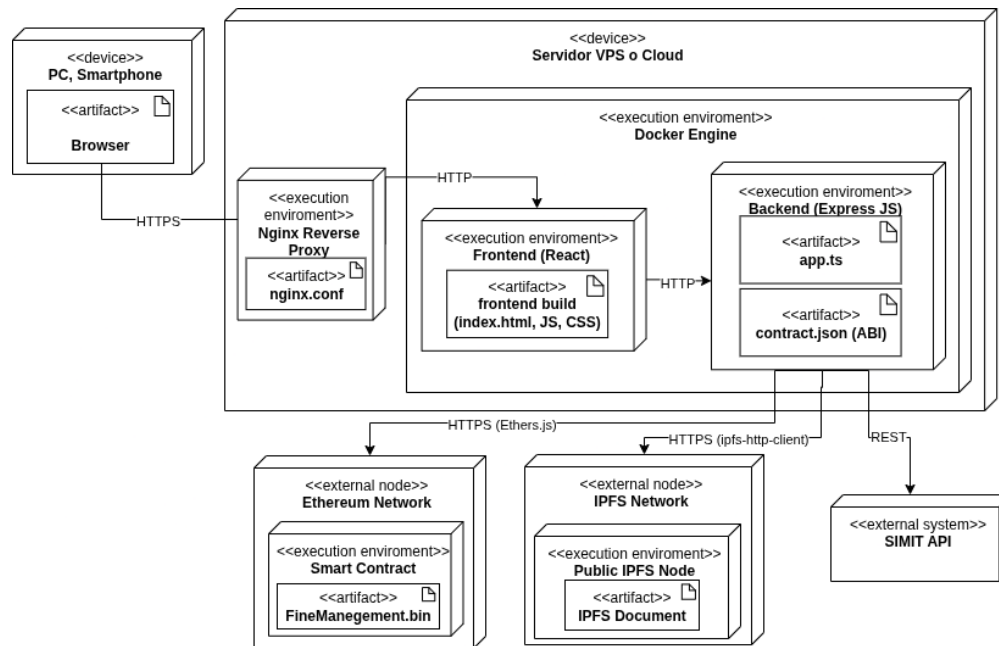 <<device>>
PC, Smartphone
<<artifact>>
Browser
HTTPS
<<device>>
Servidor VPS o Cloud
<<execution
enviroment>>
Nginx Reverse
Proxy
<<artifact>>
nginx.conf
HTTP
<<execution enviroment>>
Docker Engine
<<execution enviroment>>
Frontend (React)
<<artifact>>
frontend build
(index.html, JS, CSS)
HTTP
<<execution enviroment>>
Backend (Express JS)
<<artifact>>
app.ts
<<artifact>>
contract.json (ABI)
HTTPS (Ethers.js)
HTTPS (ipfs-http-client)
REST
<<external node>>
Ethereum Network
<<execution enviroment>>
Smart Contract
<<artifact>>
FineManegement.bin
<<external node>>
IPFS Network
<<execution enviroment>>
Public IPFS Node
<<artifact>>
IPFS Document
<<external system>>
SIMIT API